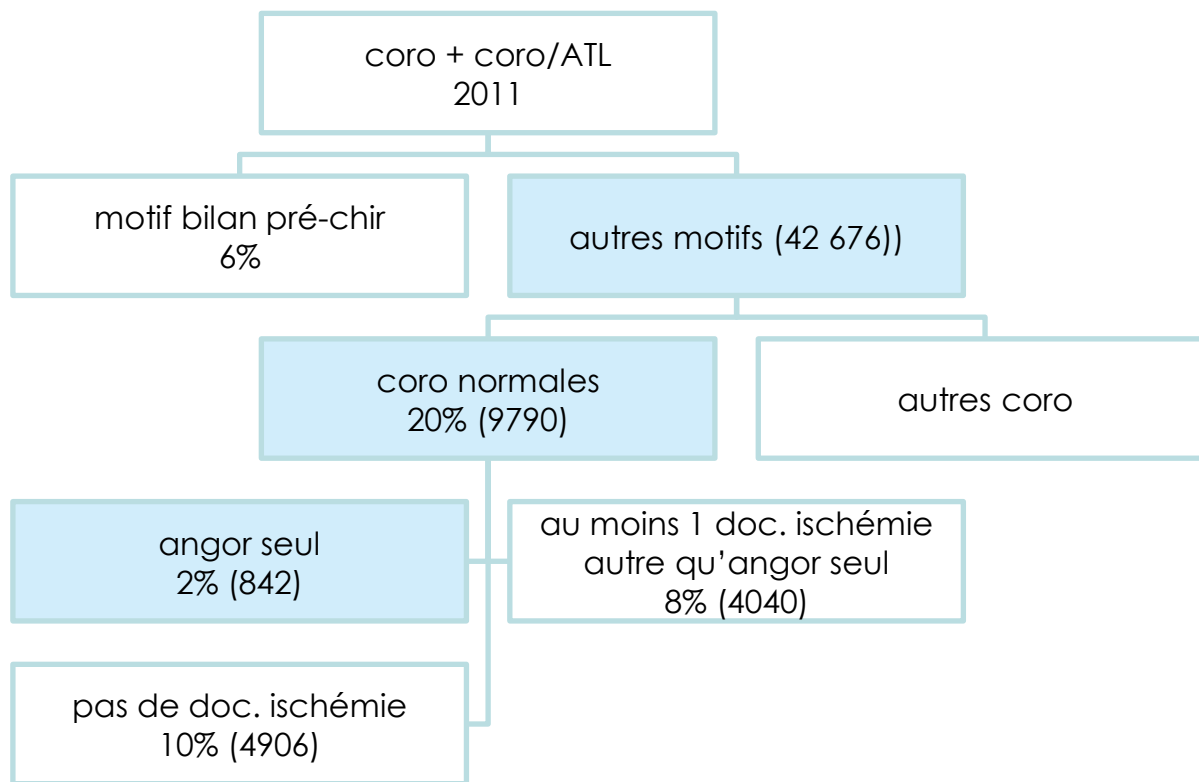 coro + coro/ATL
2011
motif bilan pré-chir
6%
autres motifs (42 676))
coro normales
20% (9790)
autres coro
angor seul
2% (842)
au moins 1 doc. ischémie
autre qu’angor seul
8% (4040)
pas de doc. ischémie
10% (4906)